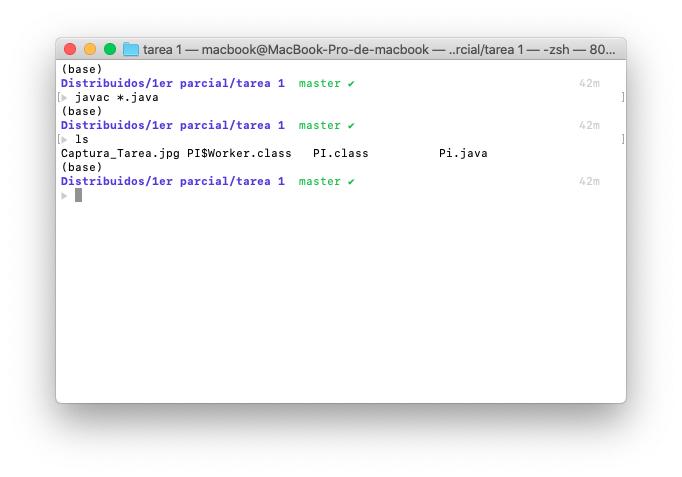 tarea 1 — macbook@MacBook-Pro-de-macbook — ..rcial/tarea 1 — -zsh — 80...
(base)
Distribuidos/1er parcial/tarea 1 master ✔ 42m
[▶ javac *.java ]
(base)
Distribuidos/1er parcial/tarea 1 master ✔ 42m
[▶ ls ]
Captura_Tarea.jpg PI$Worker.class PI.class Pi.java
(base)
Distribuidos/1er parcial/tarea 1 master ✔ 42m
▶